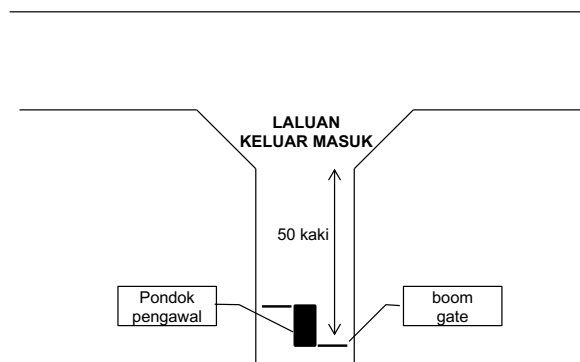 LALUAN
KELUAR MASUK
50 kaki
Pondok
pengawal
boom
gate